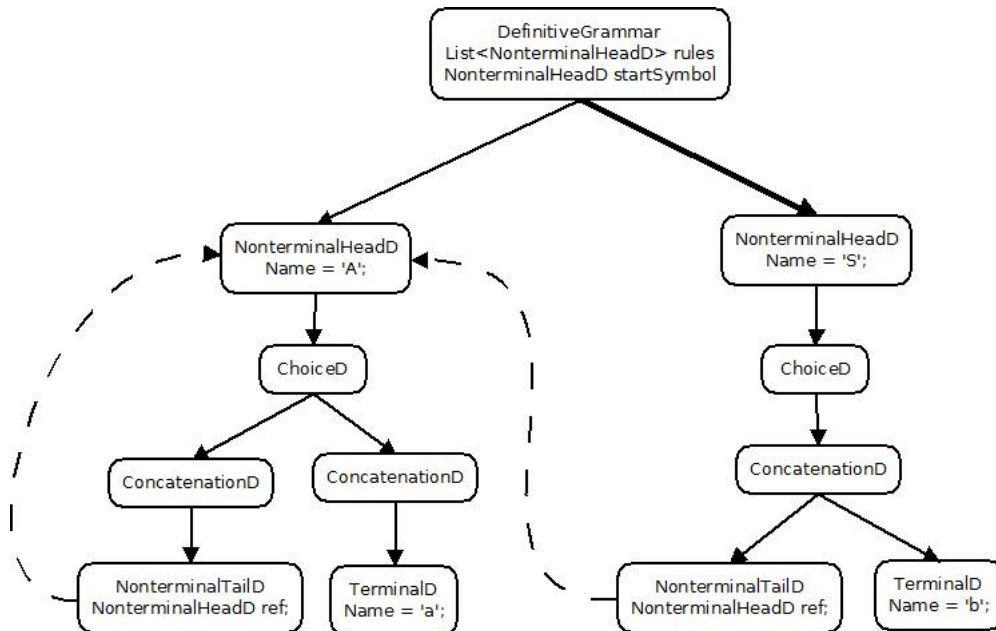 DefinitiveGrammar
List<NonterminalHeadD> rules
NonterminalHeadD startSymbol
NonterminalHeadD
Name = 'A';
NonterminalHeadD
Name = 'S';
ChoiceD
ChoiceD
ConcatenationD
ConcatenationD
ConcatenationD
NonterminalTailD
NonterminalHeadD ref;
TerminalD
Name = 'a';
NonterminalTailD
NonterminalHeadD ref;
TerminalD
Name = 'b';